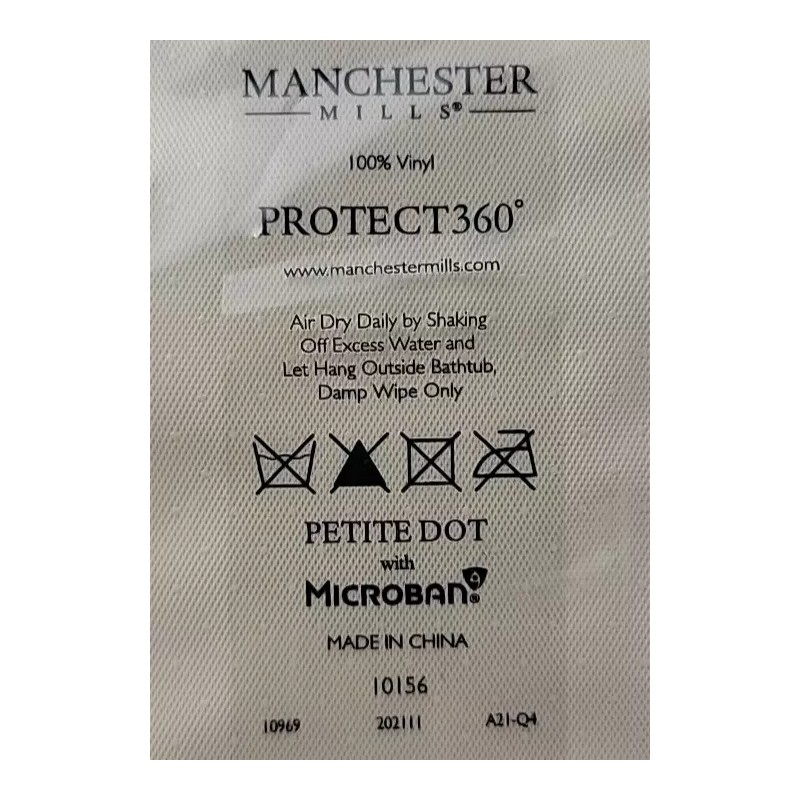 MANCHESTER
MILLS®
100% Vinyl
PROTECT360°
www.manchestermills.com
Air Dry Daily by Shaking
Off Excess Water and
Let Hang Outside Bathtub,
Damp Wipe Only
PETITE DOT
with
MICROBAN®
MADE IN CHINA
10156
10969 202111 A21-Q4